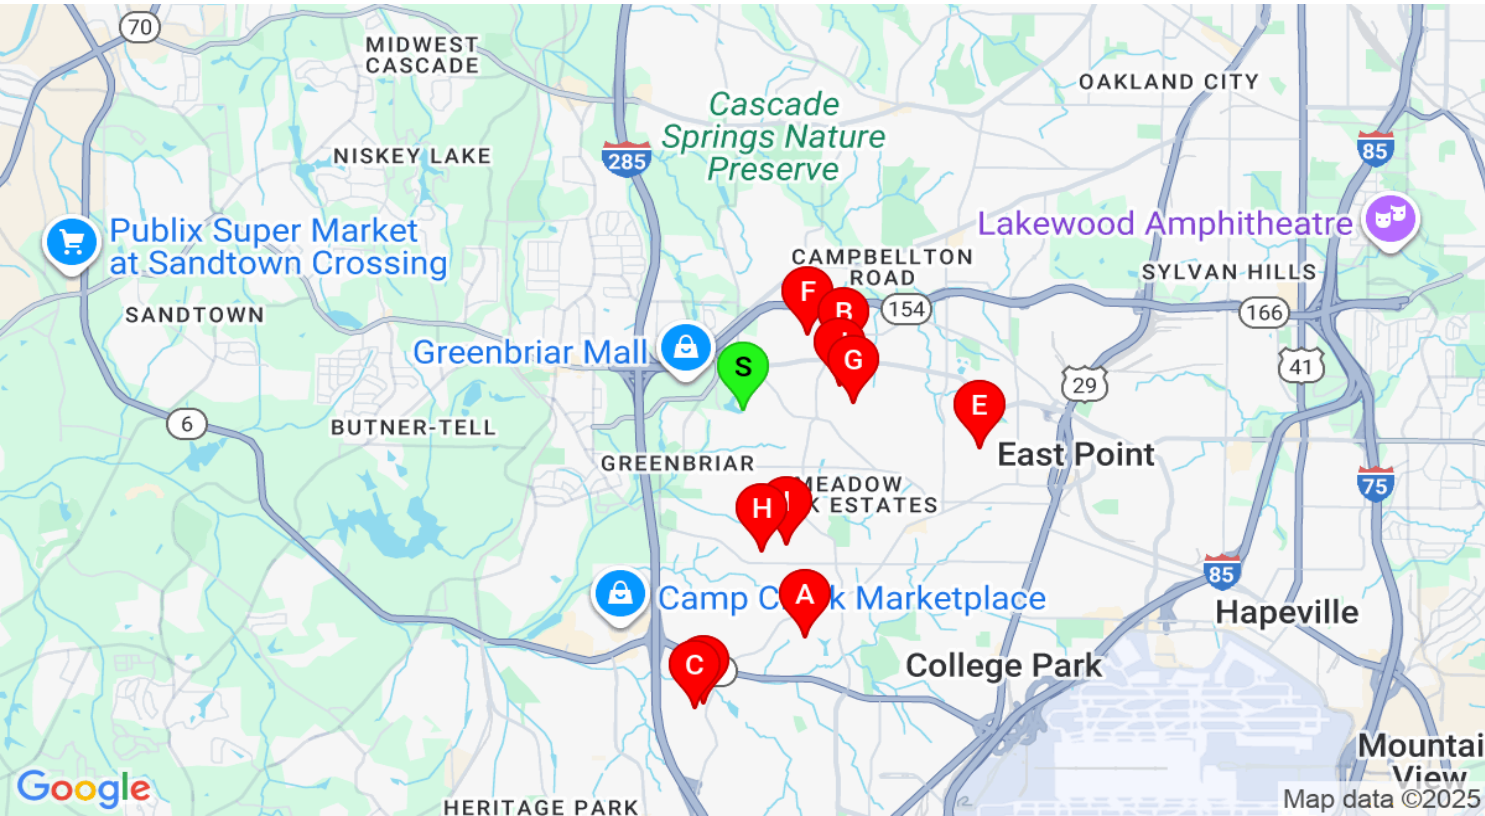 70
MIDWEST
CASCADE
OAKLAND CITY
Cascade
Springs Nature
Preserve
285
85
NISKEY LAKE
Publix Super Market
at Sandtown Crossing
Lakewood Amphitheatre
CAMPBELLTON
ROAD
SYLVAN HILLS
F
B
154
166
SANDTOWN
Greenbriar Mall
S
G
41
29
E
6
BUTNER-TELL
East Point
GREENBRIAR
MEADOW
ESTATES
75
H
85
Camp
Marketplace
A
Hapeville
C
College Park
Mountai
View
Google
Map data ©2025
HERITAGE PARK